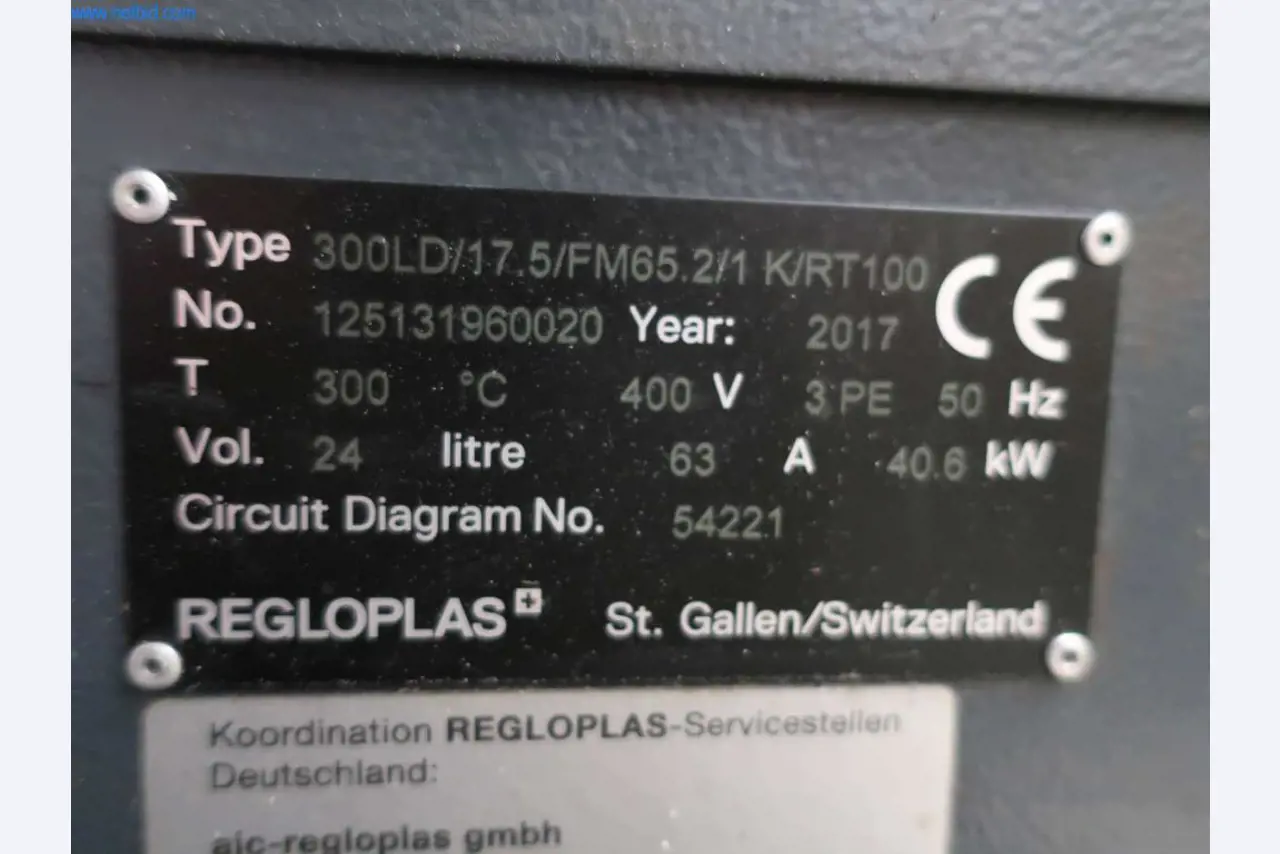 www.netbid.com
Type 300LD/17.5/FM65.2/1 K/RT100 CE
No. 125131960020 Year: 2017
T 300 °C 400 V 3 PE 50 Hz
Vol. 24 litre 63 A 40.6 kW
Circuit Diagram No. 54221
REGLOPLAS St. Gallen/Switzerland
Koordination REGLOPLAS-Servicestellen
Deutschland:
aic-regloplas gmbh